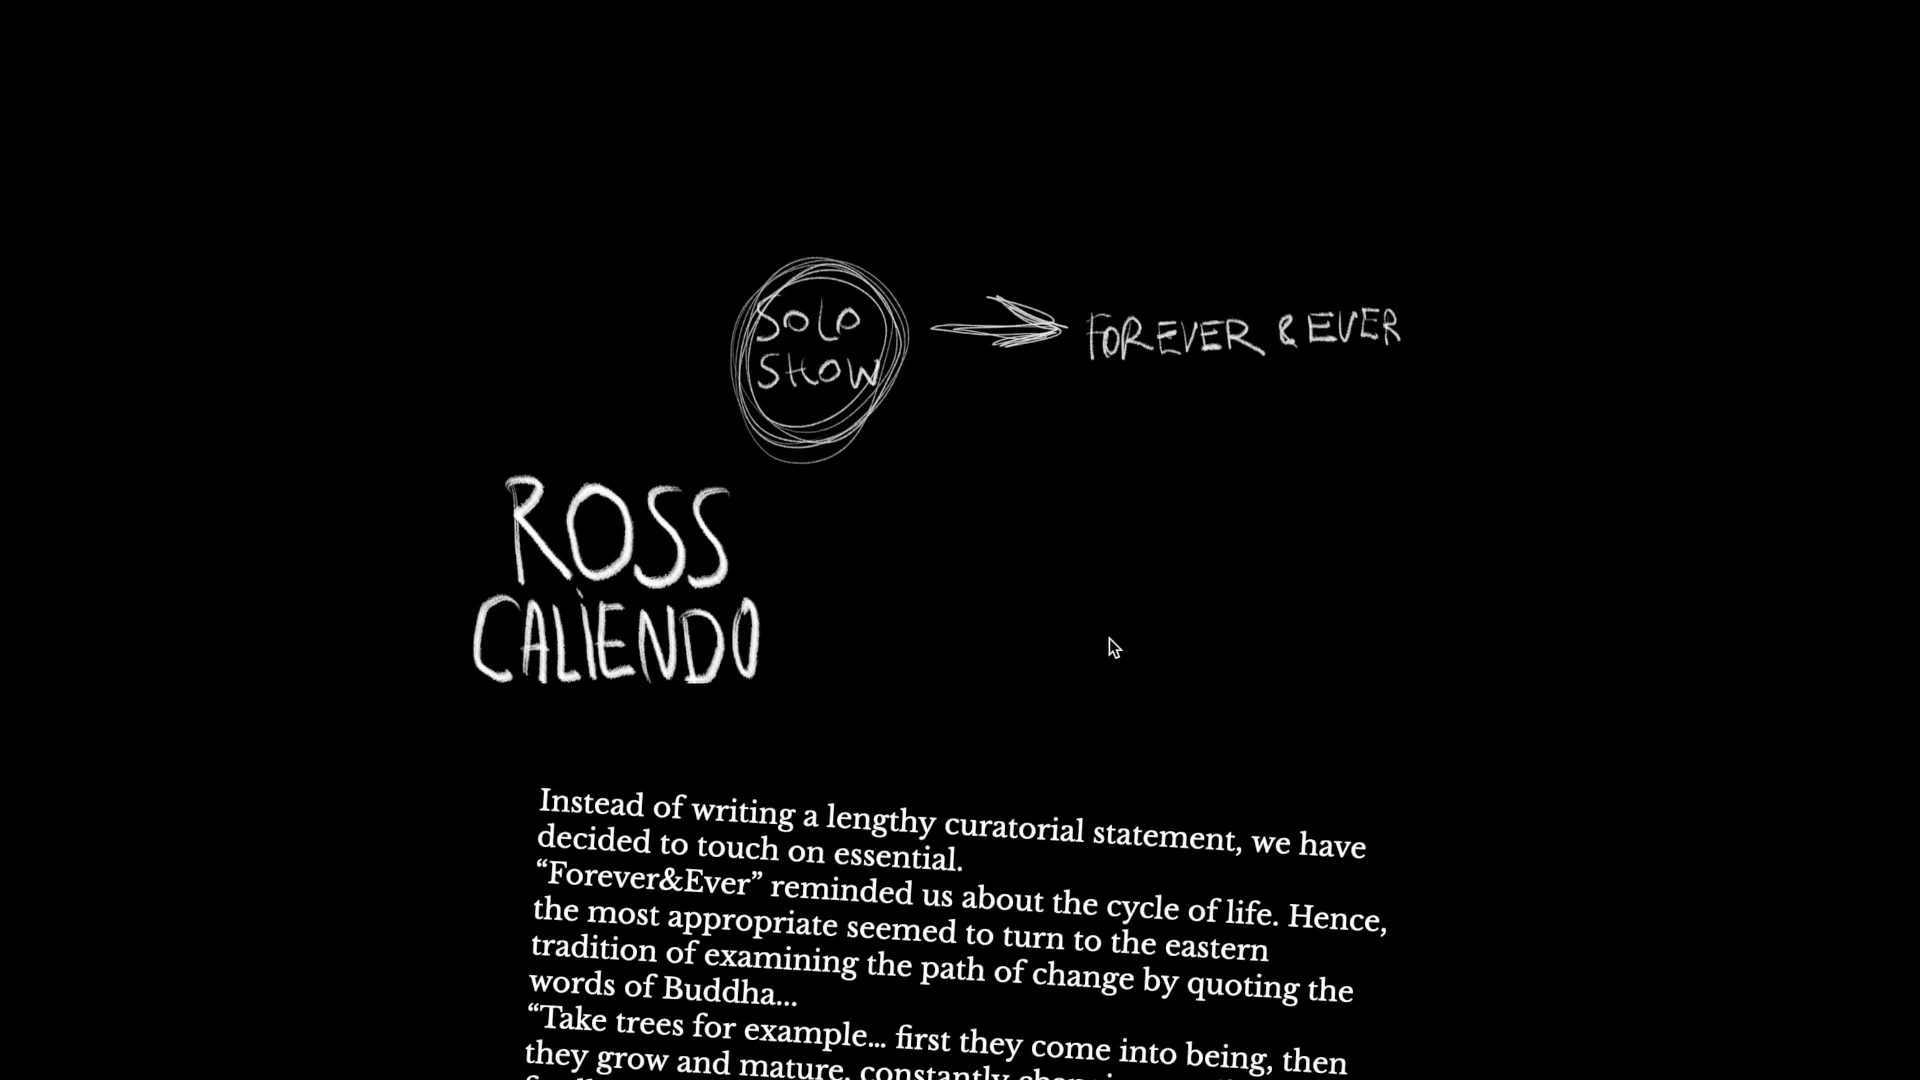 SOLO
SHOW
FOREVER & EVER
ROSS
CALiENDO
Instead of writing a lengthy curatorial statement, we have
decided to touch on essential.
“Forever&Ever” reminded us about the cycle of life. Hence,
the most appropriate seemed to turn to the eastern
tradition of examining the path of change by quoting the
words of Buddha...
“Take trees for example... first they come into being, then
they grow and mature, constantly